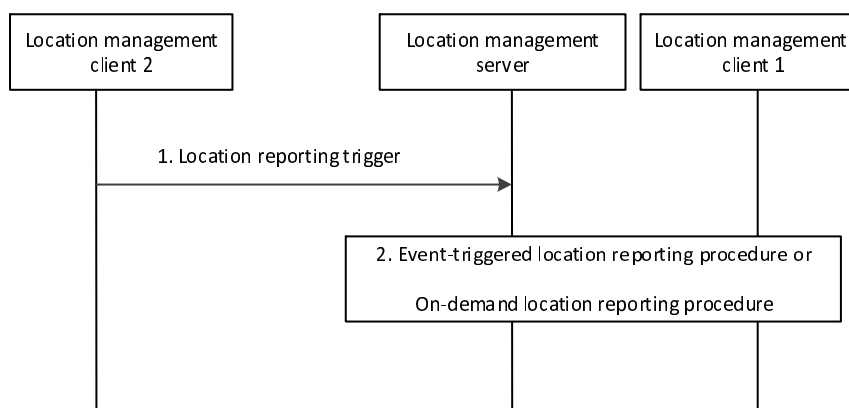 Location management
client 2
Location management
server
Location management
client 1
1. Location reporting trigger
2. Event-triggered location reporting procedure or
On-demand location reporting procedure